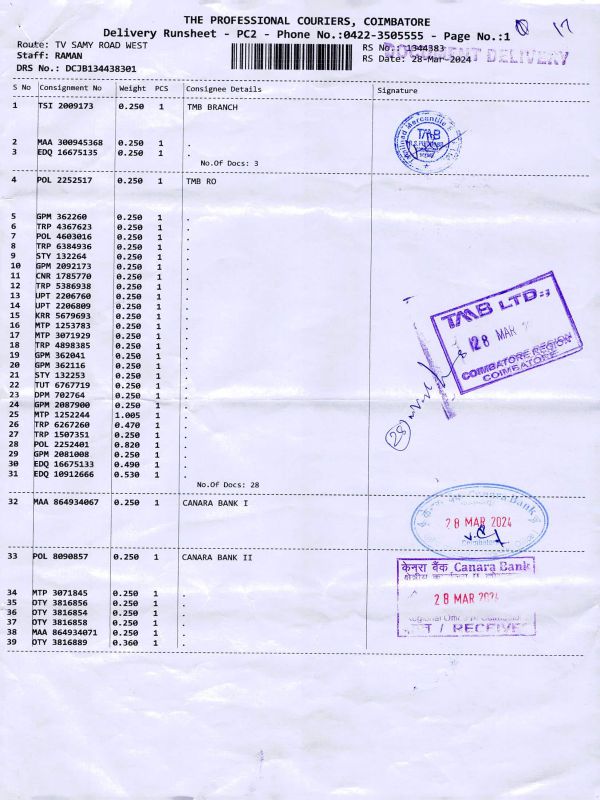 THE PROFESSIONAL COURIERS, COIMBATORE
Delivery Runsheet - PC2 - Phone No.:0422-3505555 - Page No.:1
17
Route: TV SAMY ROAD WEST
RS No.: 1344383
DOCUMENT DELIVERY
Staff: RAMAN
RS Date: 28-Mar-2024
DRS No.: DCJB134438301
S No Consignment No Weight PCS Consignee Details Signature
1 TSI 2009173 0.250 1 TMB BRANCH
TMB
2 MAA 300945368 0.250 1 .
3 EDQ 16675135 0.250 1 .
No.Of Docs: 3
4 POL 2252517 0.250 1 TMB RO
5 GPM 362260 0.250 1 .
6 TRP 4367623 0.250 1 .
7 POL 4603016 0.250 1 .
8 TRP 6384936 0.250 1 .
9 STY 132264 0.250 1 .
10 GPM 2092173 0.250 1 .
11 CNR 1785770 0.250 1 .
12 TRP 5386938 0.250 1 .
13 UPT 2206760 0.250 1 .
14 UPT 2206809 0.250 1 .
15 KRR 5679693 0.250 1 .
16 MTP 1253783 0.250 1 .
17 MTP 3071929 0.250 1 .
18 TRP 4898385 0.250 1 .
19 GPM 362041 0.250 1 .
20 GPM 362116 0.250 1 .
21 STY 132253 0.250 1 .
22 TUT 6767719 0.250 1 .
23 DPM 702764 0.250 1 .
24 GPM 2087900 0.250 1 .
25 MTP 1252244 1.005 1 .
26 TRP 6267260 0.470 1 .
27 TRP 1507351 0.250 1 .
28 POL 2252401 0.820 1 .
29 GPM 2081008 0.250 1 .
30 EDQ 16675133 0.490 1 .
31 EDQ 10912666 0.530 1 .
No.Of Docs: 28
TMB LTD.,
28 MAR
COIMBATORE REGION
COIMBATORE
28
32 MAA 864934067 0.250 1 CANARA BANK I
Canara Bank
28 MAR 2024
33 POL 8090857 0.250 1 CANARA BANK II
केनरा बैंक Canara Bank
28 MAR 2024
RECEIVED
34 MTP 3071845 0.250 1 .
35 OTY 3816856 0.250 1 .
36 OTY 3816854 0.250 1 .
37 OTY 3816858 0.250 1 .
38 MAA 864934071 0.250 1 .
39 OTY 3816889 0.360 1 .